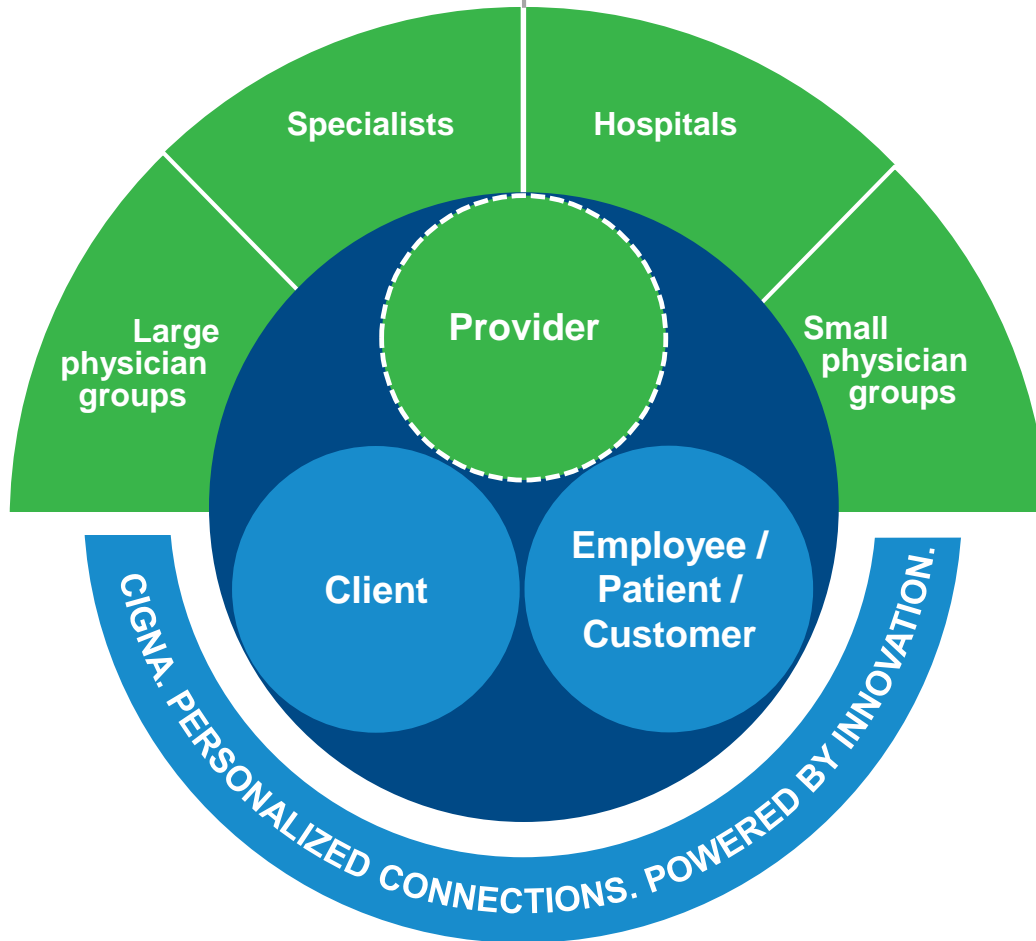 Specialists
Hospitals
Large
physician
groups
Provider
Small
physician
groups
Client
Employee /
Patient /
Customer
CIGNA. PERSONALIZED CONNECTIONS. POWERED BY INNOVATION.